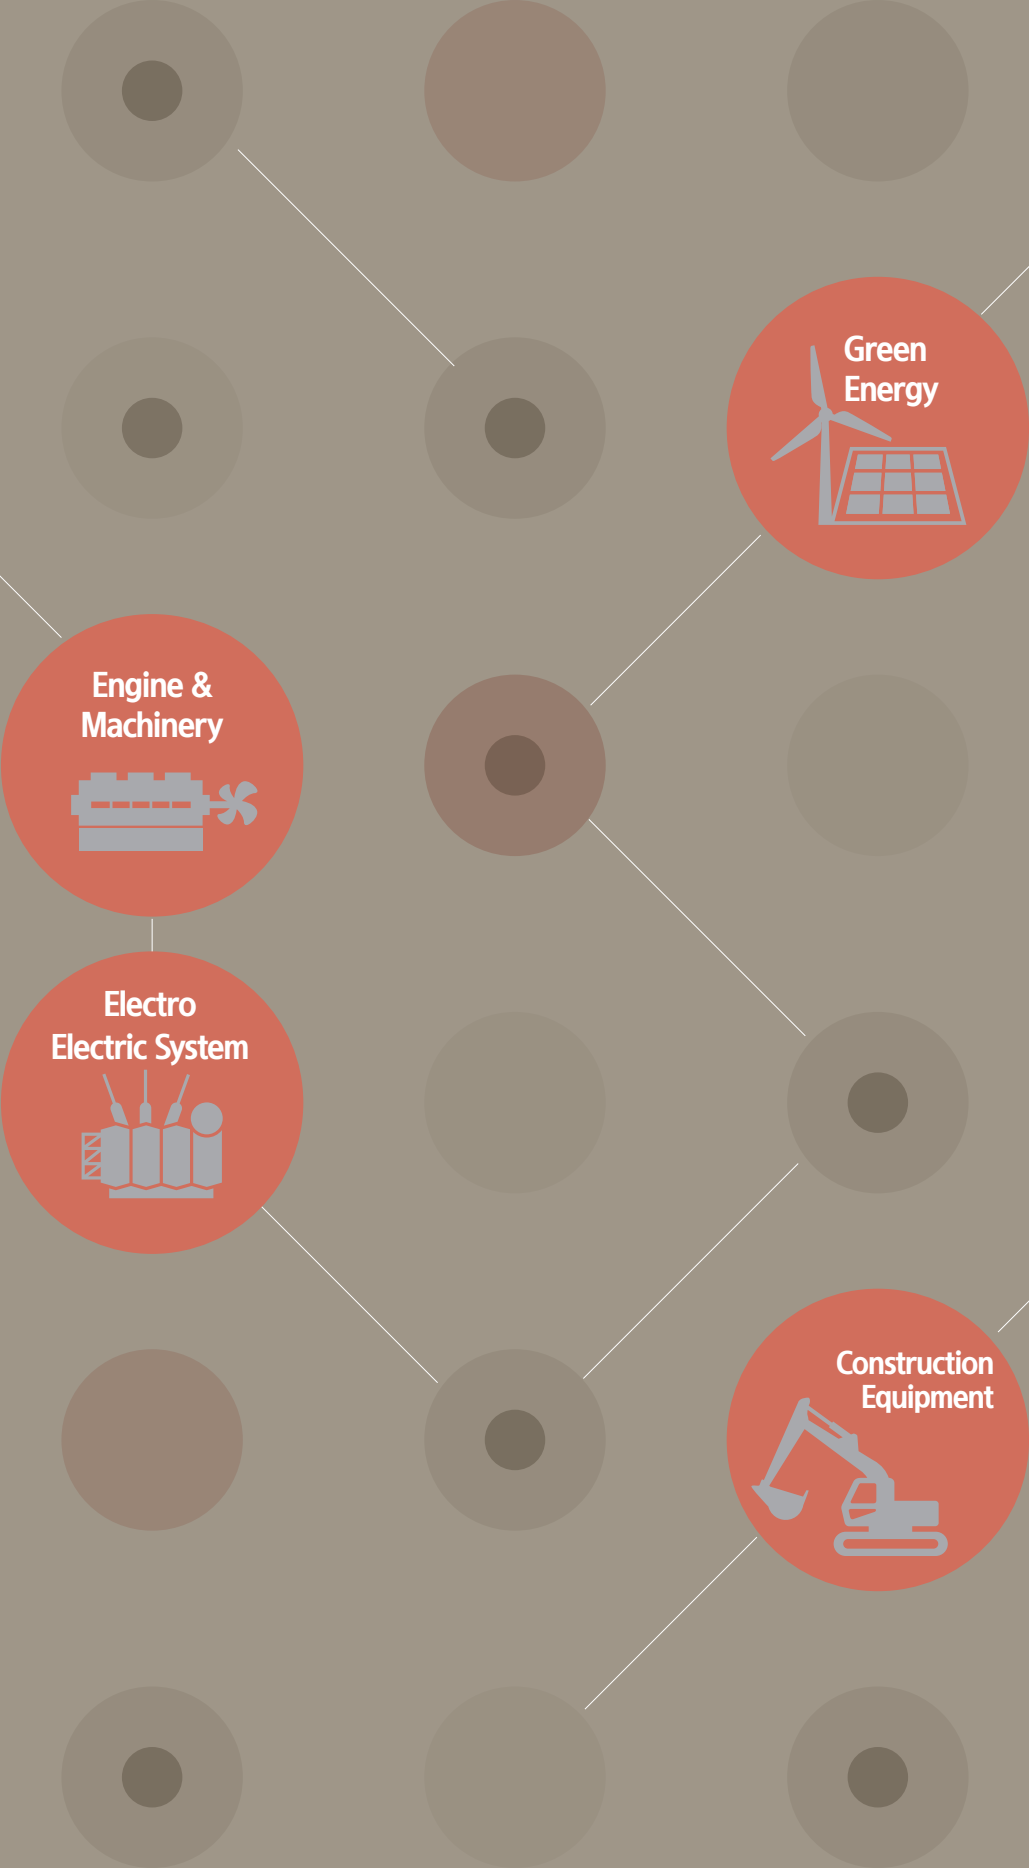 Green
Energy
Engine &
Machinery
Electro
Electric System
Construction
Equipment